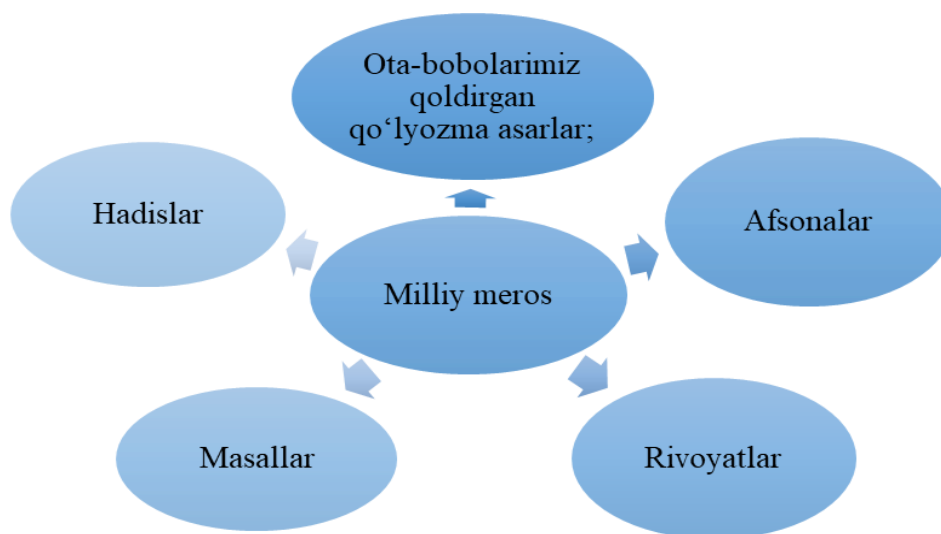 Ota-bobolarimiz
qoldirgan
qo‘lyozma asarlar;
Hadislar
Afsonalar
Milliy meros
Masallar
Rivoyatlar